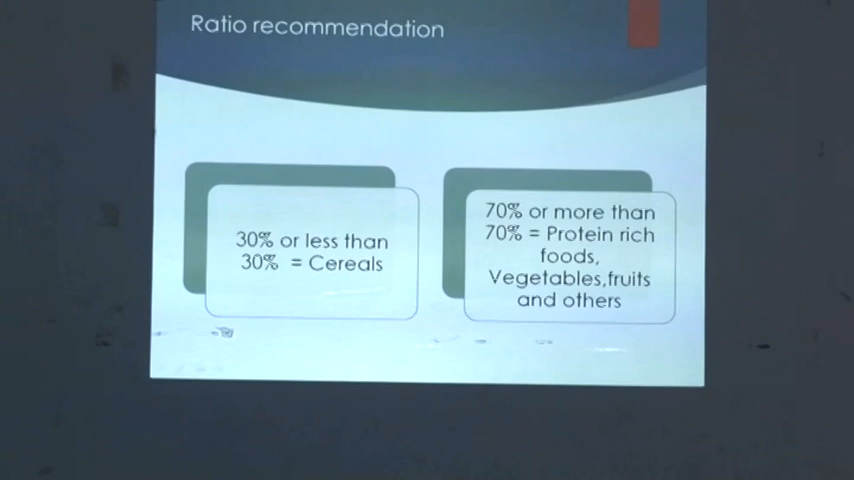 Ratio recommendation
30% or less than
30% = Cereals
70% or more than
70% = Protein rich
foods,
Vegetables,fruits
and others